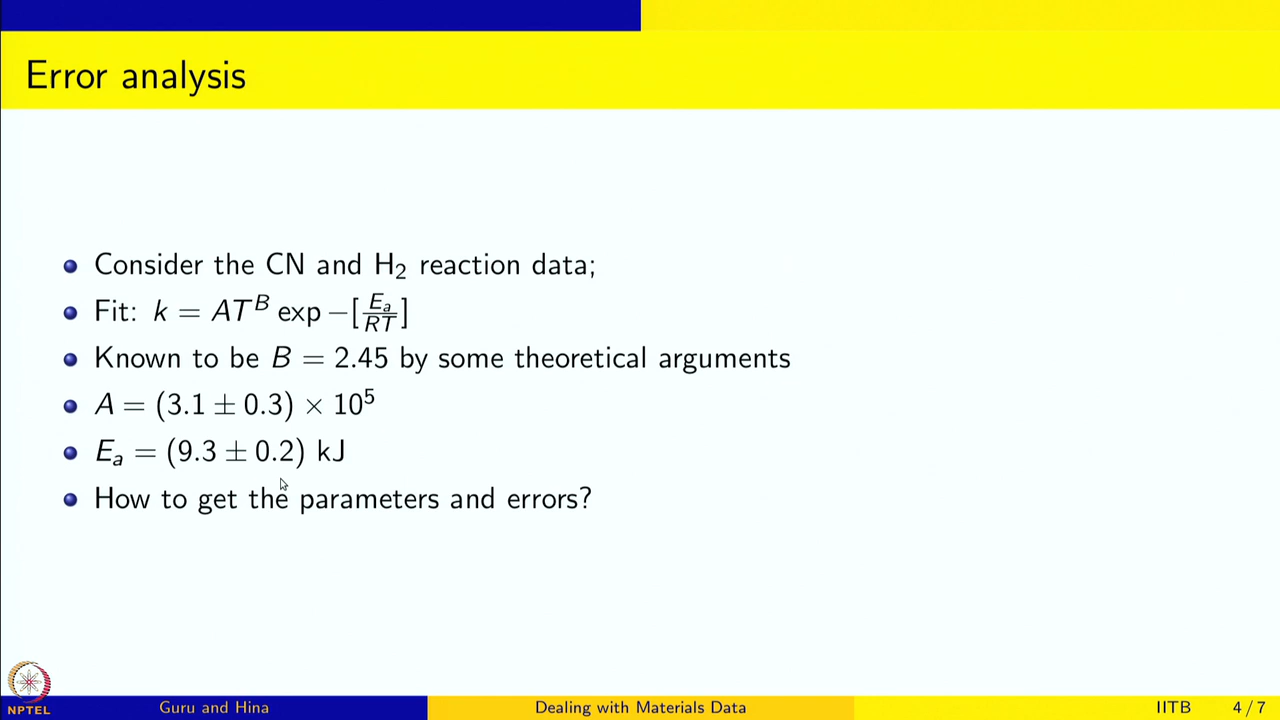 Error analysis
Consider the CN and H₂ reaction data;
Fit: k = AT^B exp −[E_a/RT]
Known to be B = 2.45 by some theoretical arguments
A = (3.1 ± 0.3) × 10⁵
E_a = (9.3 ± 0.2) kJ
How to get the parameters and errors?
NPTEL
Guru and Hina
Dealing with Materials Data
IITB 4 / 7